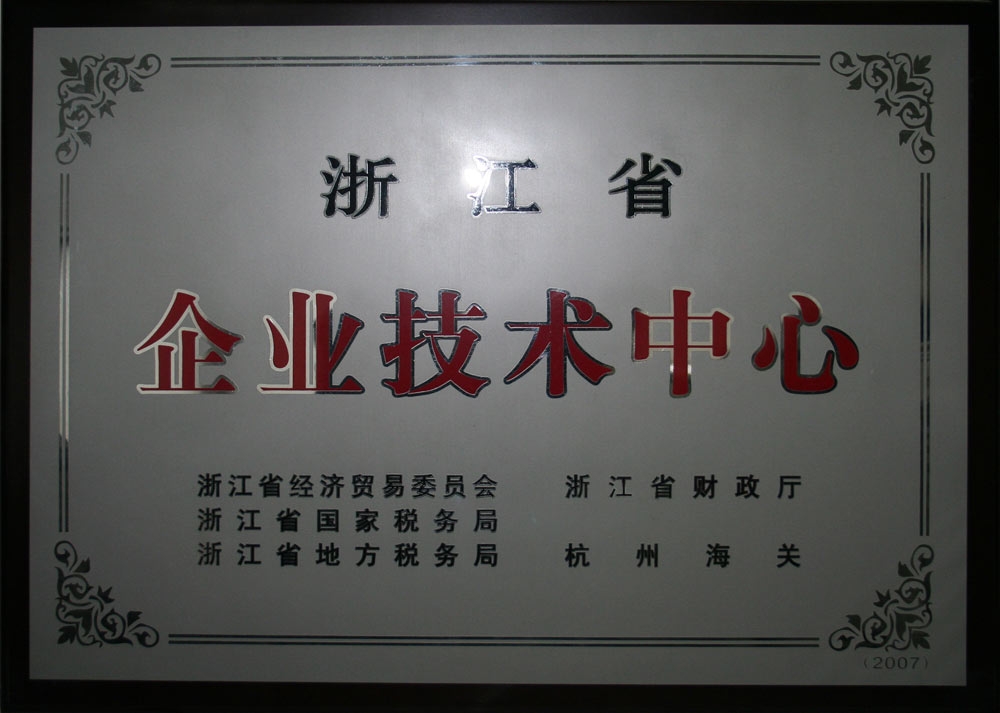 浙江省
企业技术中心
浙江省经济贸易委员会 浙江省财政厅
浙江省国家税务局
浙江省地方税务局 杭州海关
(2007)